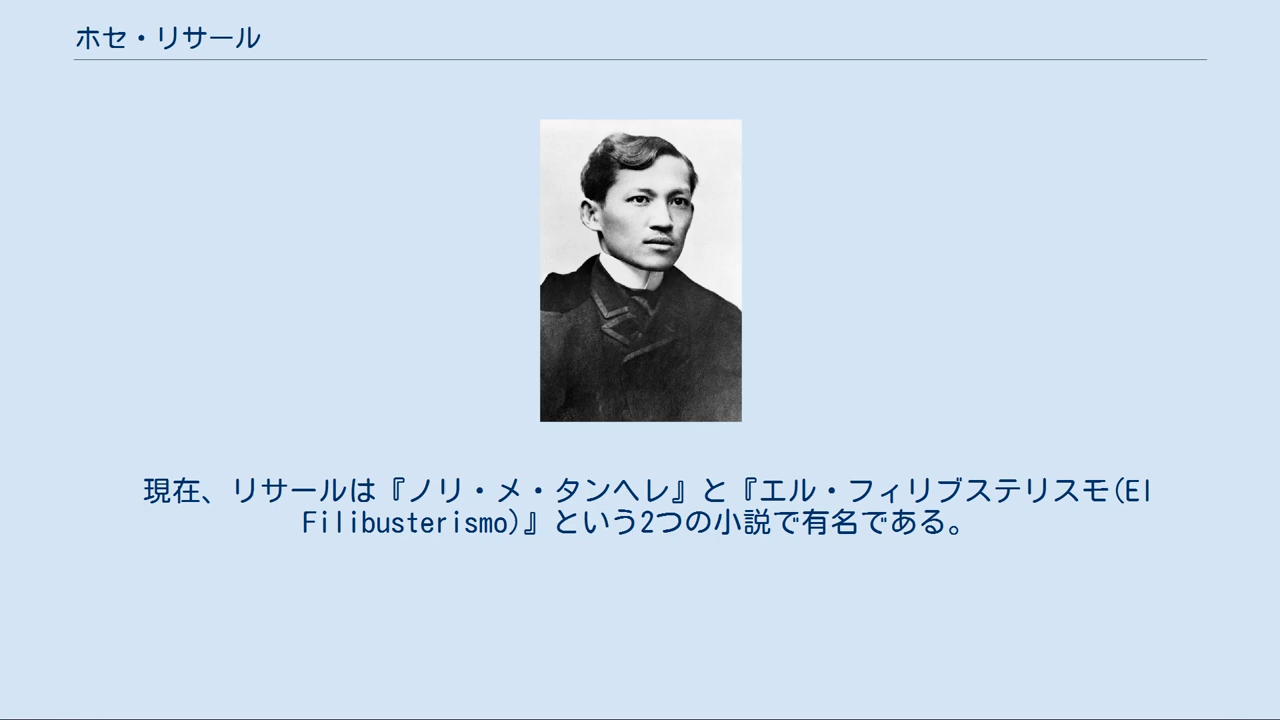 ホセ・リサール
現在、リサールは『ノリ・メ・タンヘレ』と『エル・フィリブステリスモ(El
Filibusterismo)』という2つの小説で有名である。